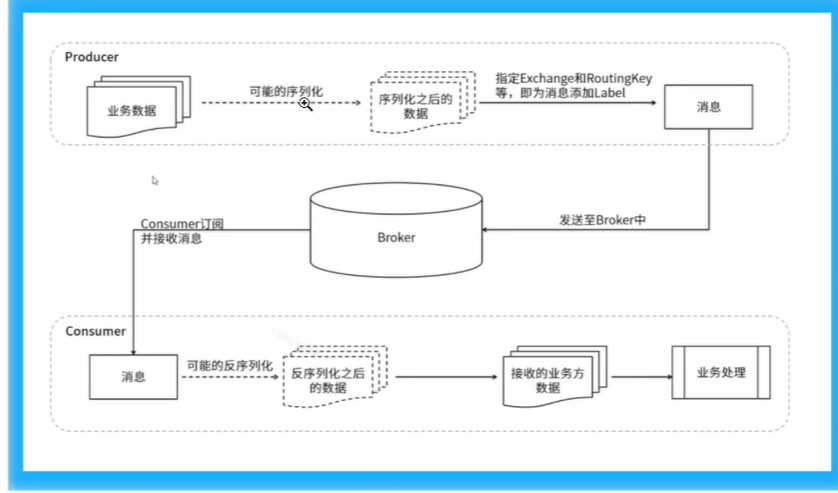 Producer
业务数据
可能的序列化
序列化之后的
数据
指定Exchange和RoutingKey
等，即为消息添加Label
消息
Consumer订阅
并接收消息
Broker
发送至Broker中
Consumer
消息
可能的反序列化
反序列化之后
的数据
接收的业务方
数据
业务处理